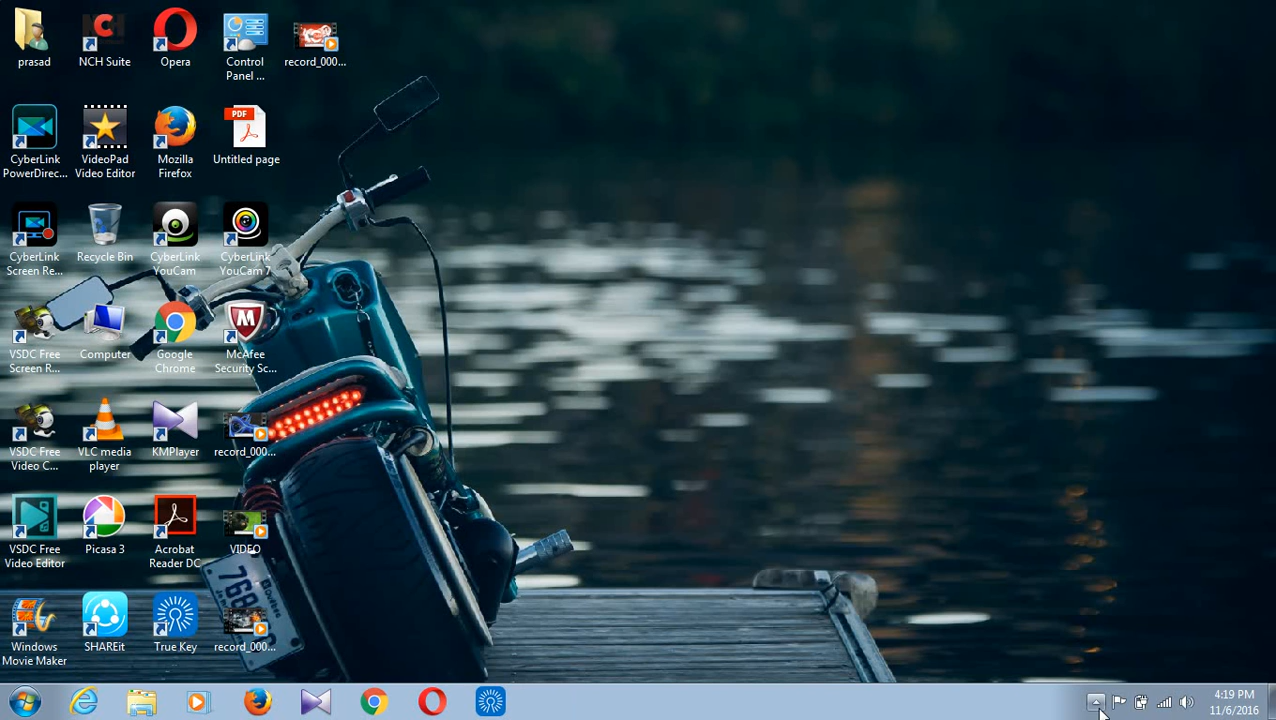 prasad
NCH Suite
Opera
Control
Panel ...
record_000...
CyberLink
PowerDirec...
VideoPad
Video Editor
Mozilla
Firefox
PDF
Untitled page
CyberLink
Screen Re...
Recycle Bin
CyberLink
YouCam
CyberLink
YouCam 7
VSDC Free
Screen R...
Computer
Google
Chrome
McAfee
Security Sc...
VSDC Free
Video C...
VLC media
player
KMPlayer
record_000...
VSDC Free
Video Editor
Picasa 3
Acrobat
Reader DC
VIDEO
Windows
Movie Maker
SHAREit
True Key
record_000...
4:19 PM
11/6/2016